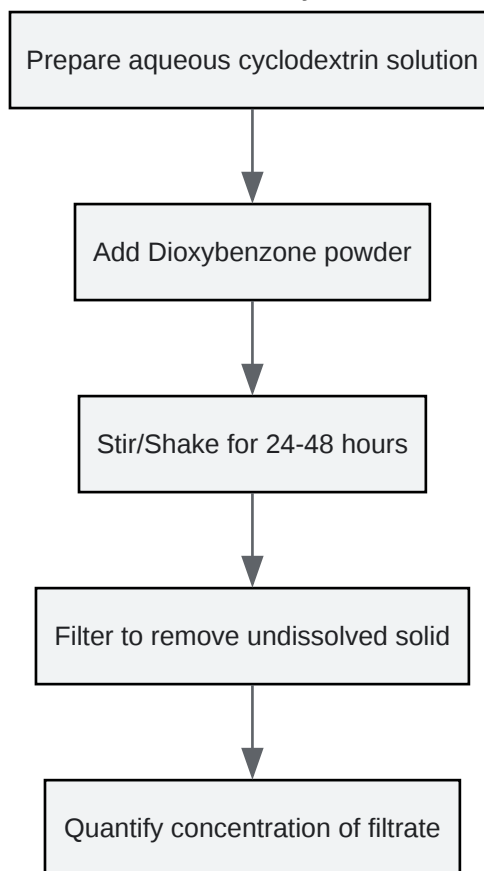 Prepare aqueous cyclodextrin solution
Add Dioxybenzone powder
Stir/Shake for 24-48 hours
Filter to remove undissolved solid
Quantify concentration of filtrate